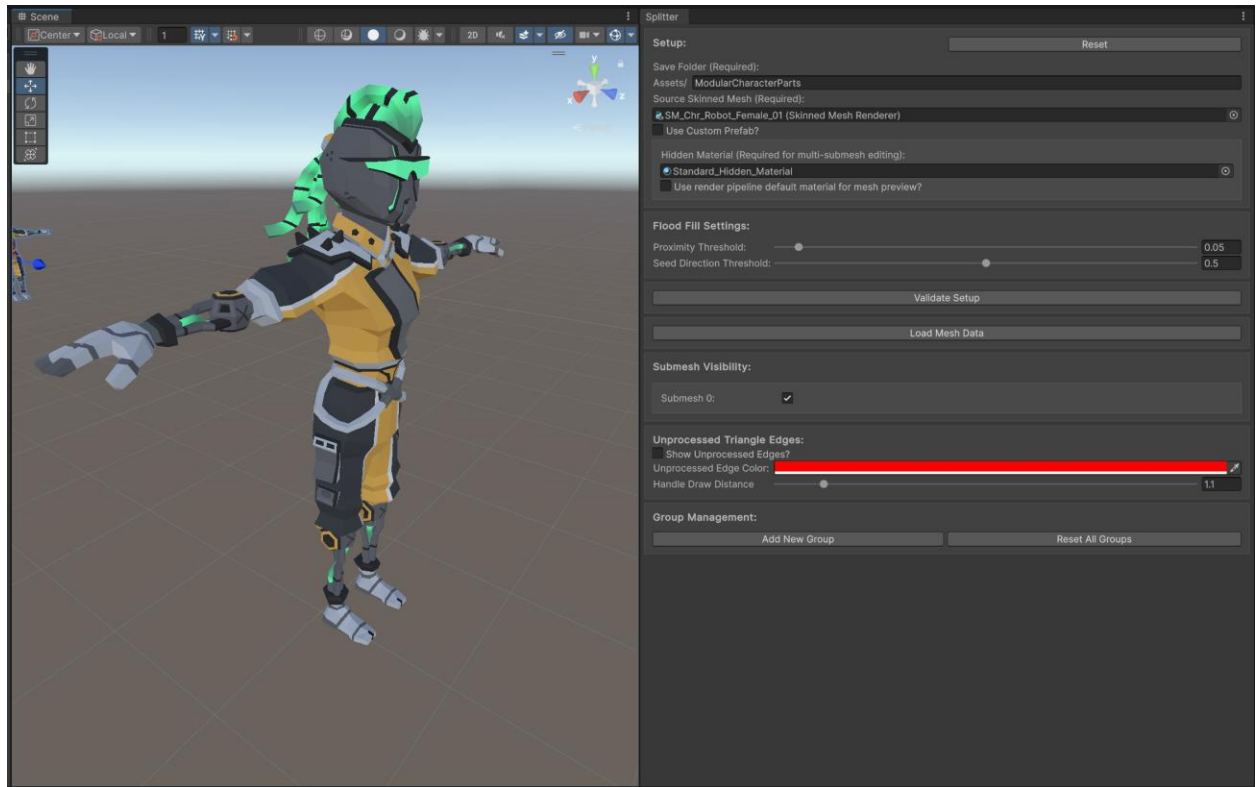 Scene
Center Local 1 2D
y
x z
Persp
Splitter
Setup: Reset
Save Folder (Required):
Assets/ ModularCharacterParts
Source Skinned Mesh (Required):
SM_Chr_Robot_Female_01 (Skinned Mesh Renderer)
Use Custom Prefab?
Hidden Material (Required for multi-submesh editing):
Standard_Hidden_Material
Use render pipeline default material for mesh preview?
Flood Fill Settings:
Proximity Threshold: 0.05
Seed Direction Threshold: 0.5
Validate Setup
Load Mesh Data
Submesh Visibility:
Submesh 0:
Unprocessed Triangle Edges:
Show Unprocessed Edges?
Unprocessed Edge Color:
Handle Draw Distance 1.1
Group Management:
Add New Group Reset All Groups